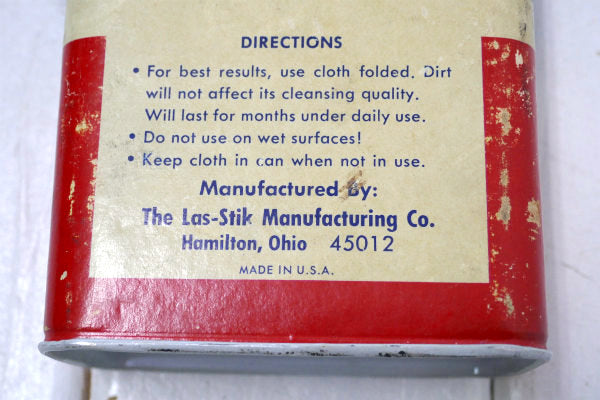 DIRECTIONS
• For best results, use cloth folded. Dirt
will not affect its cleansing quality.
Will last for months under daily use.
• Do not use on wet surfaces!
• Keep cloth in can when not in use.
Manufactured By:
The Las-Stik Manufacturing Co.
Hamilton, Ohio 45012
MADE IN U.S.A.